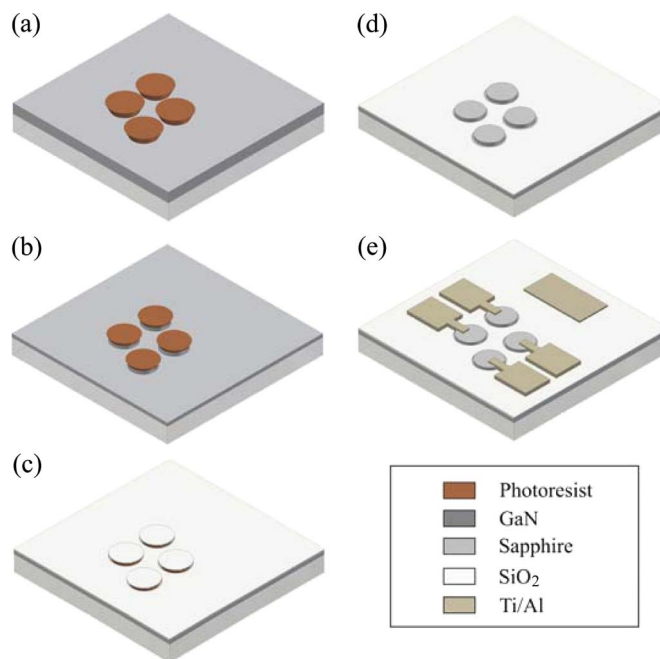 (a)
(b)
(c)
(d)
(e)
Photoresist
GaN
Sapphire
SiO₂
Ti/Al